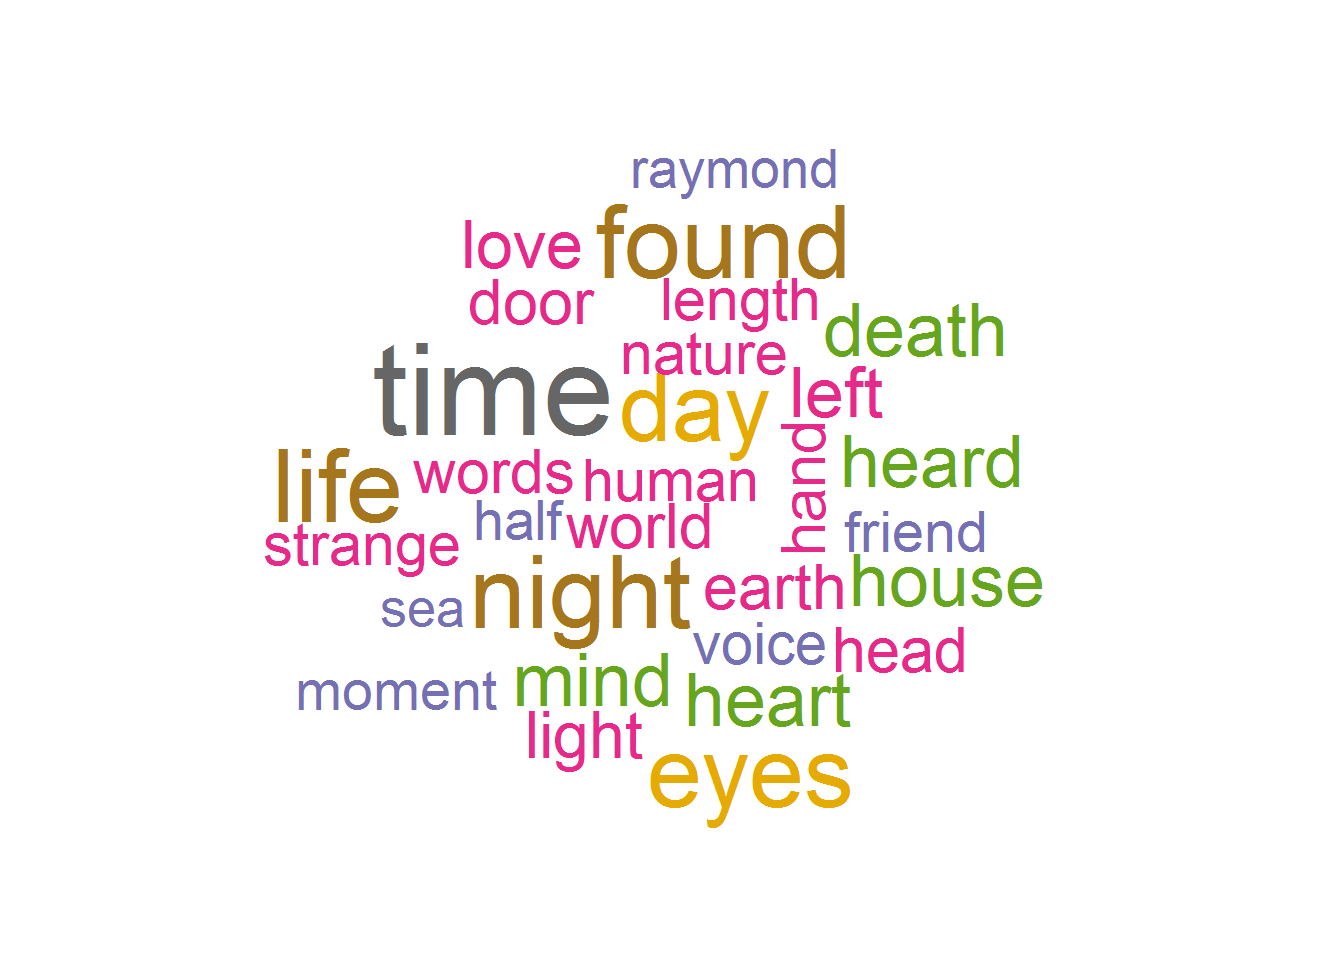 raymond
love found
door length
death
nature
time day left
hand
heard
life words human
half world friend
strange
night earth house
sea
voice head
moment mind heart
light
eyes